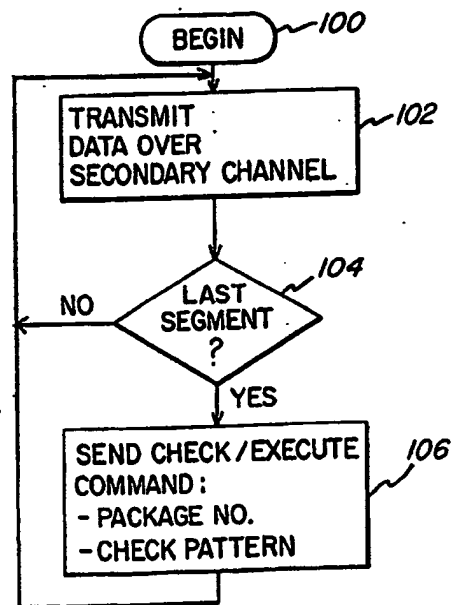 BEGIN
100
TRANSMIT
DATA OVER
SECONDARY CHANNEL
102
LAST
SEGMENT
?
104
NO
YES
SEND CHECK/EXECUTE
COMMAND:
- PACKAGE NO.
- CHECK PATTERN
106